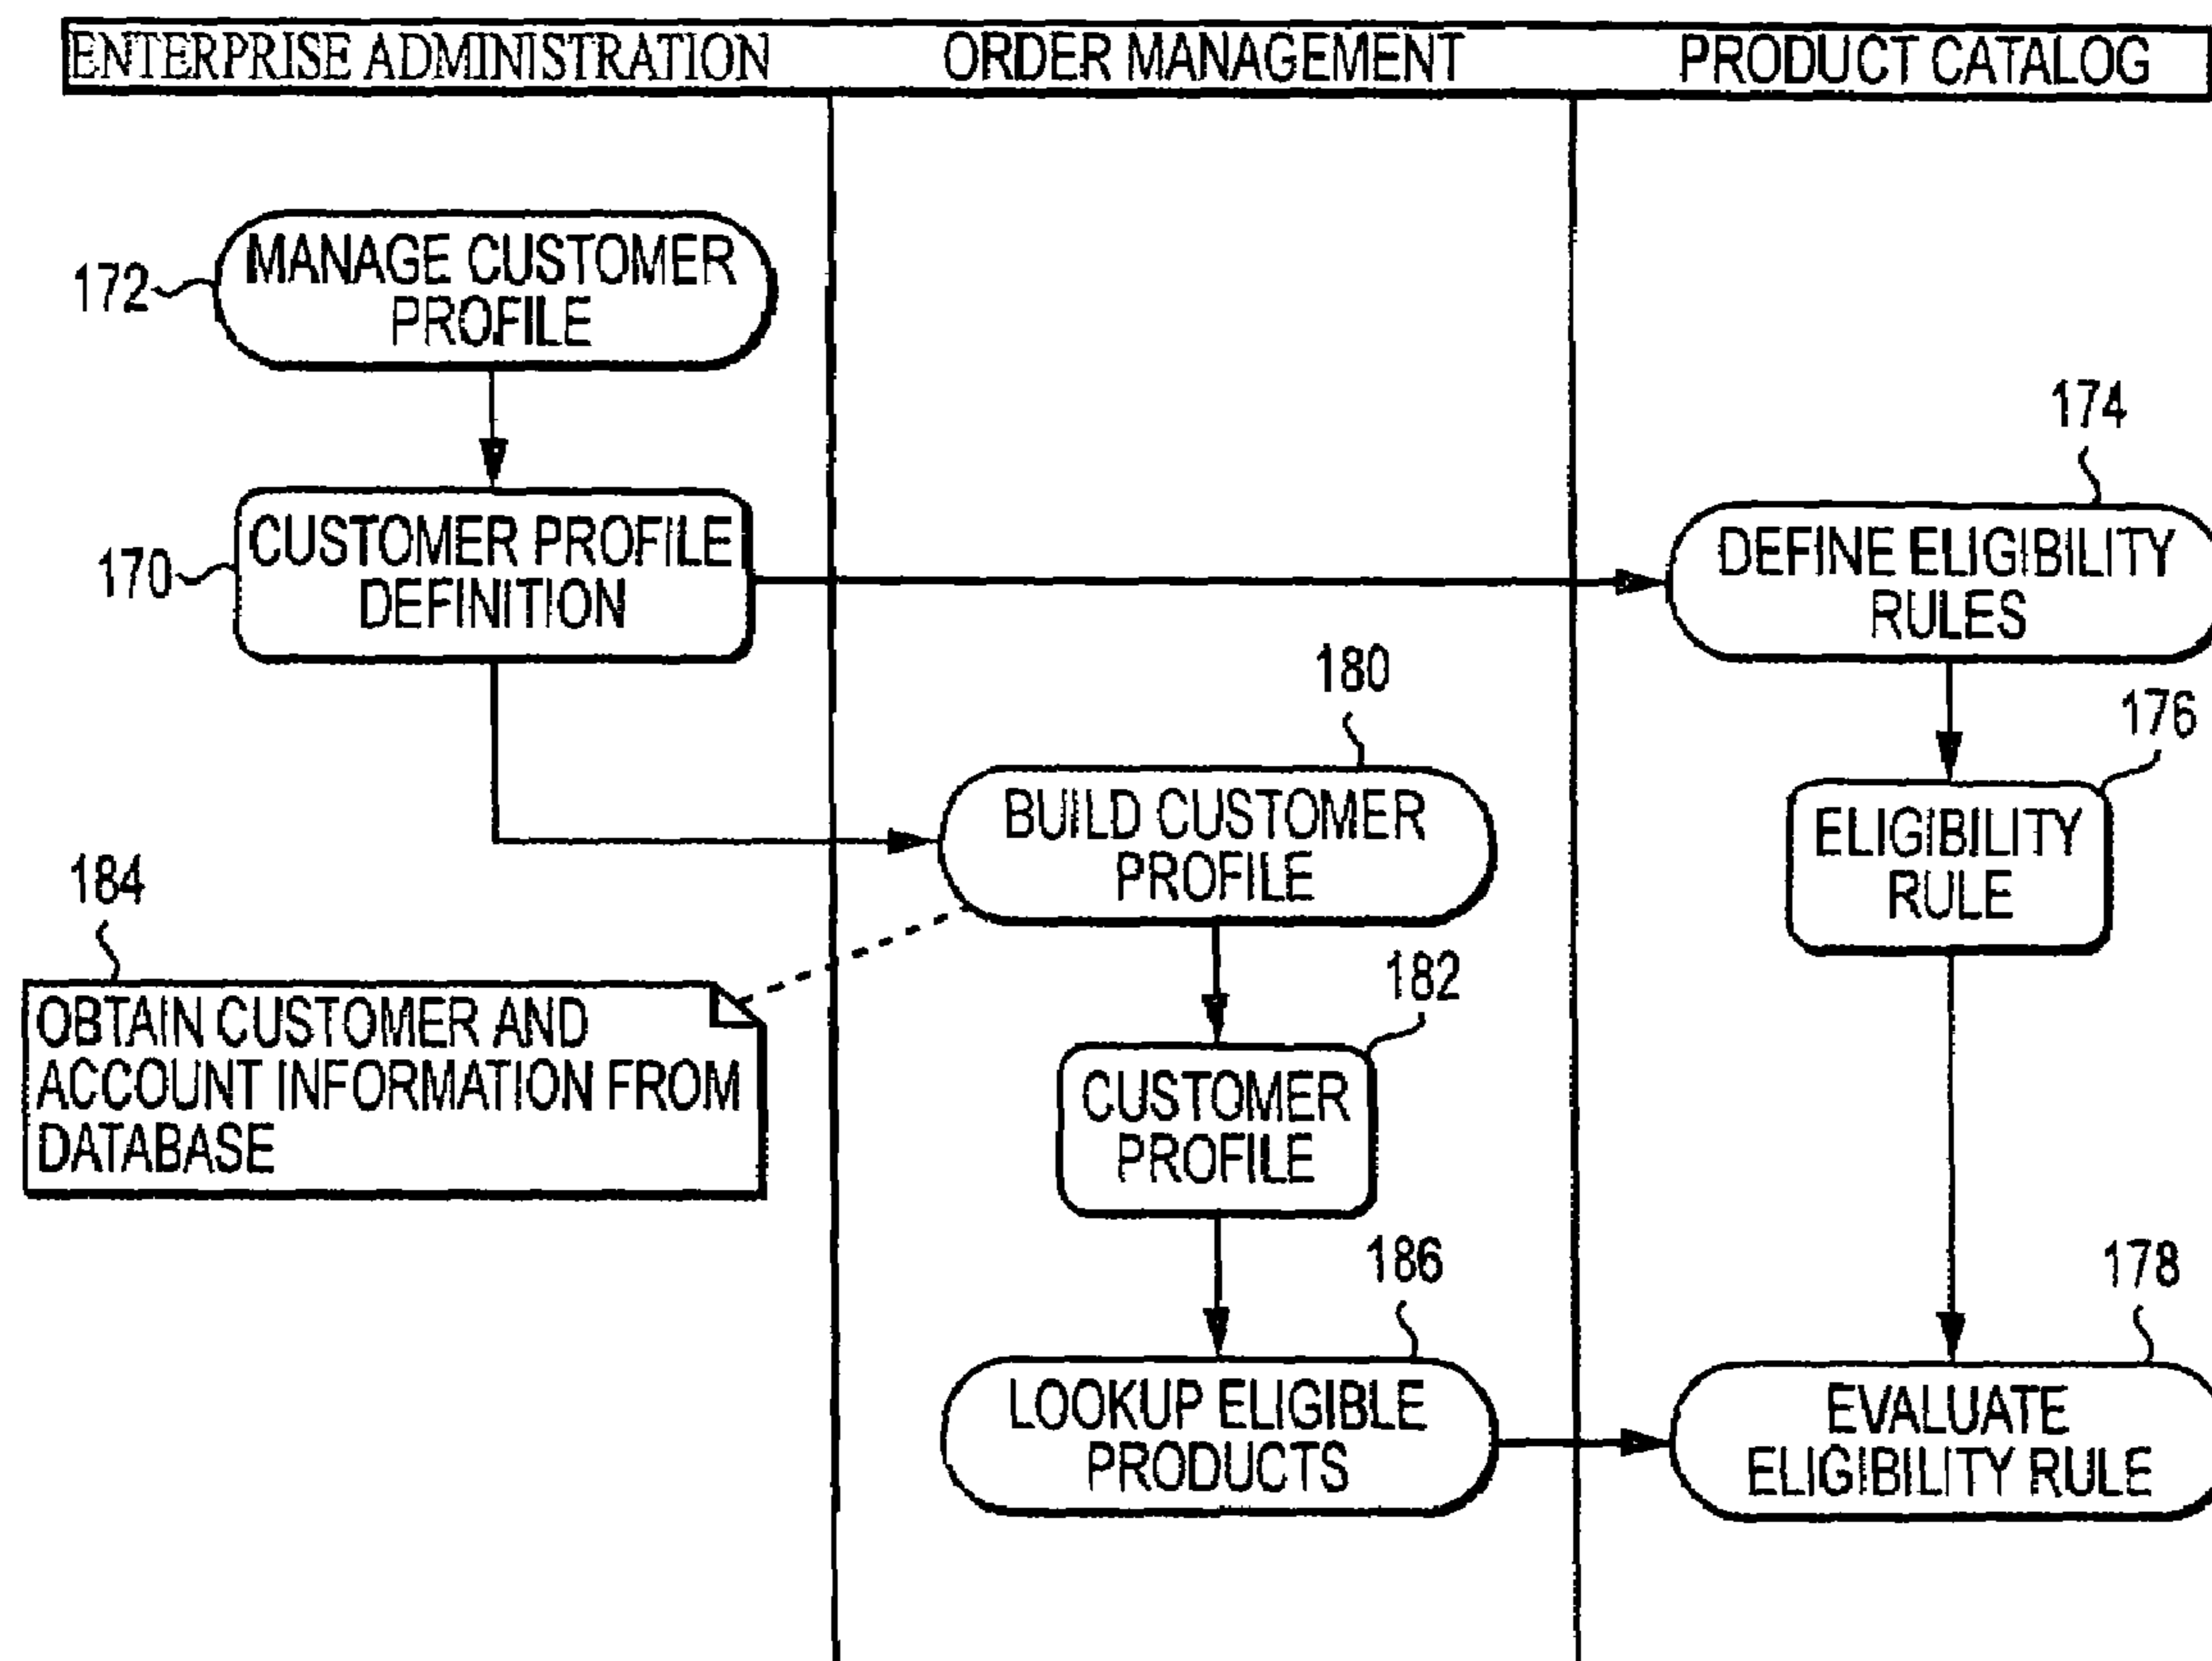 ENTERPRISE ADMINISTRATION ORDER MANAGEMENT PRODUCT CATALOG
172
MANAGE CUSTOMER
PROFILE
170
CUSTOMER PROFILE
DEFINITION
174
DEFINE ELIGIBILITY
RULES
180
BUILD CUSTOMER
PROFILE
176
ELIGIBILITY
RULE
184
OBTAIN CUSTOMER AND
ACCOUNT INFORMATION FROM
DATABASE
182
CUSTOMER
PROFILE
186
LOOKUP ELIGIBLE
PRODUCTS
178
EVALUATE
ELIGIBILITY RULE